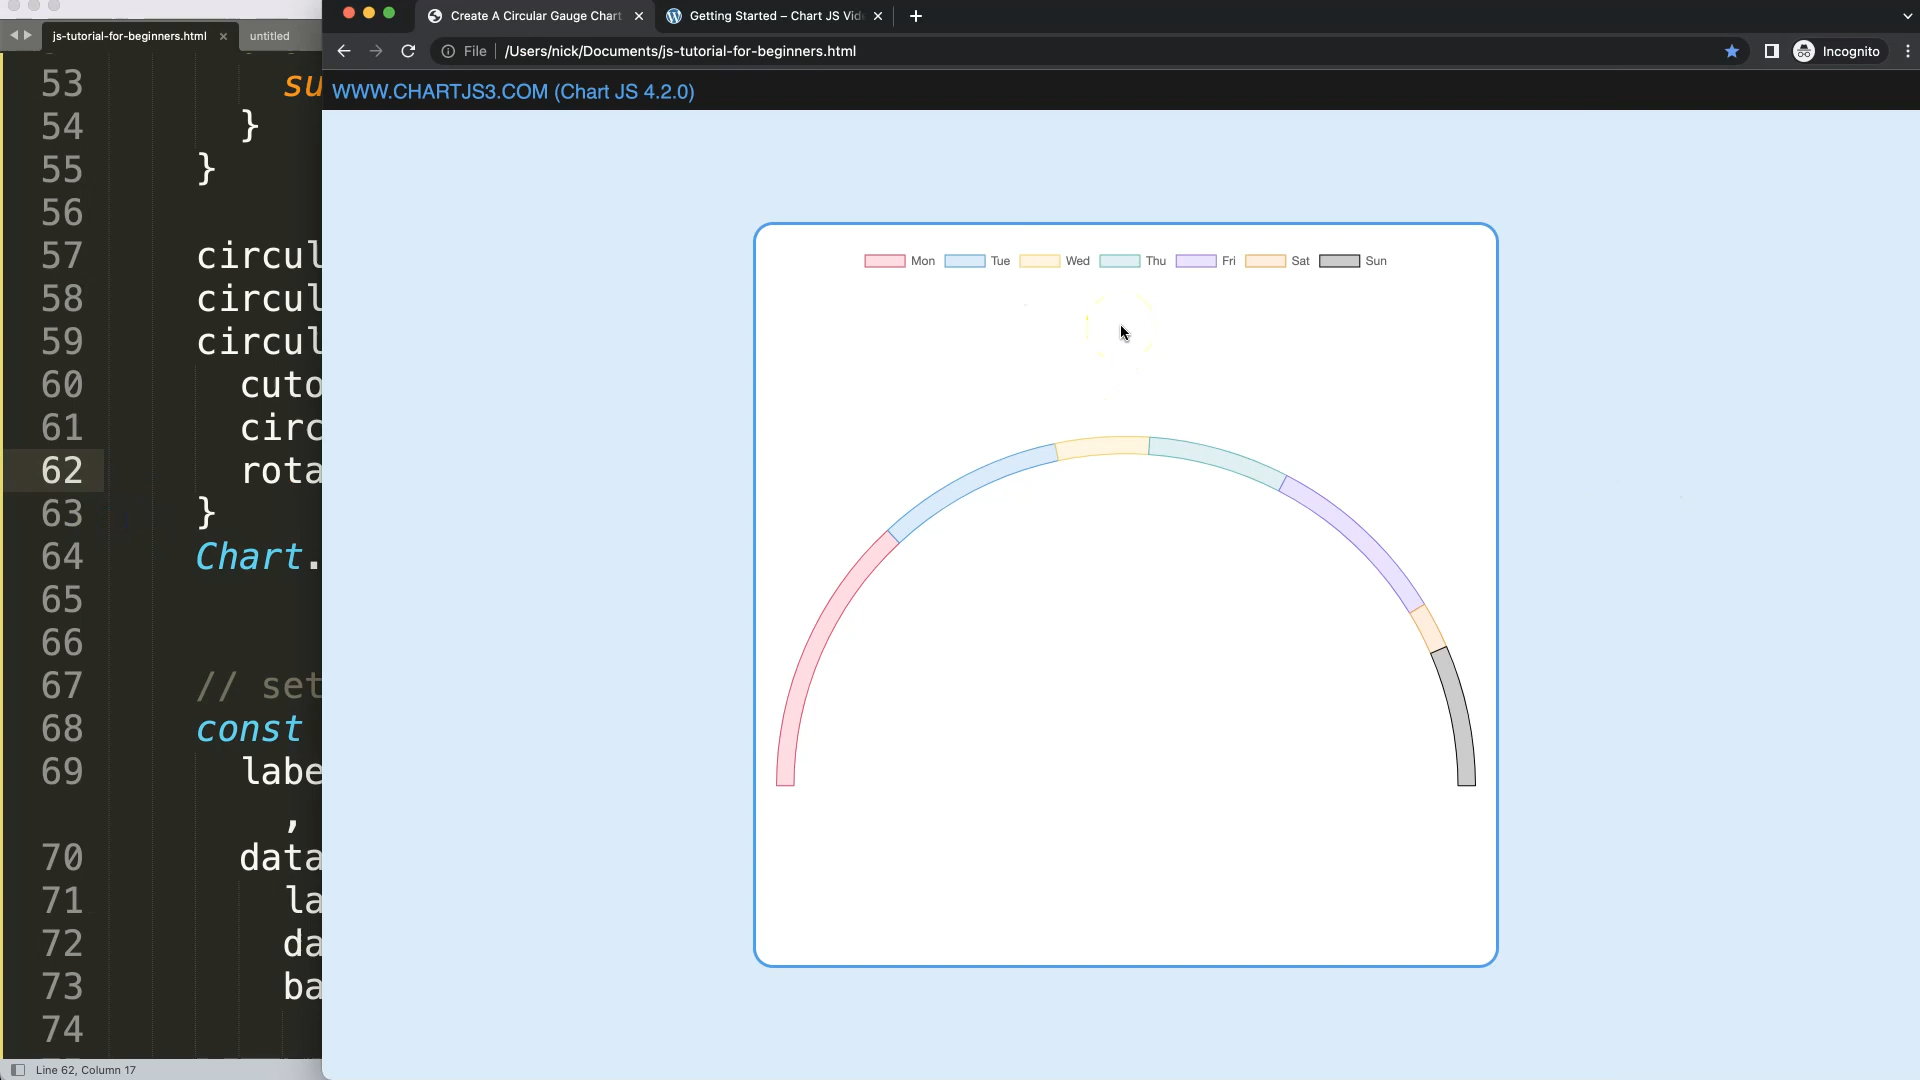 js-tutorial-for-beginners.html
untitled
53 su
54 }
55 }
56
57 circul
58 circul
59 circul
60 cuto
61 circ
62 rota
63 }
64 Chart.
65
66
67 // set
68 const
69 labe
,
70 data
71 la
72 da
73 ba
74
Line 62, Column 17
Create A Circular Gauge Chart
Getting Started – Chart JS Vid
File /Users/nick/Documents/js-tutorial-for-beginners.html
Incognito
WWW.CHARTJS3.COM (Chart JS 4.2.0)
Mon Tue Wed Thu Fri Sat Sun